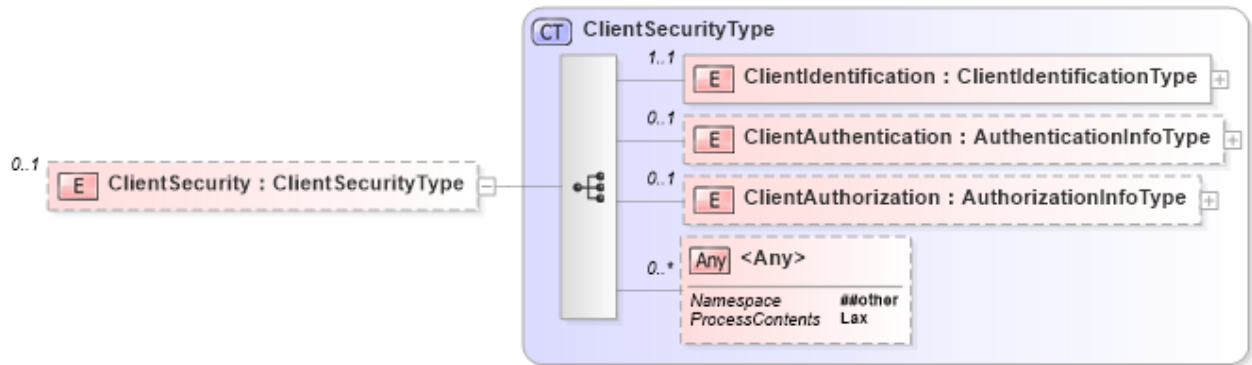 CT ClientSecurityType
1..1
E ClientIdentification : ClientIdentificationType
0..1
E ClientAuthentication : AuthenticationInfoType
0..1
E ClientSecurity : ClientSecurityType
0..1
E ClientAuthorization : AuthorizationInfoType
0..*
Any <Any>
Namespace ##other
ProcessContents Lax